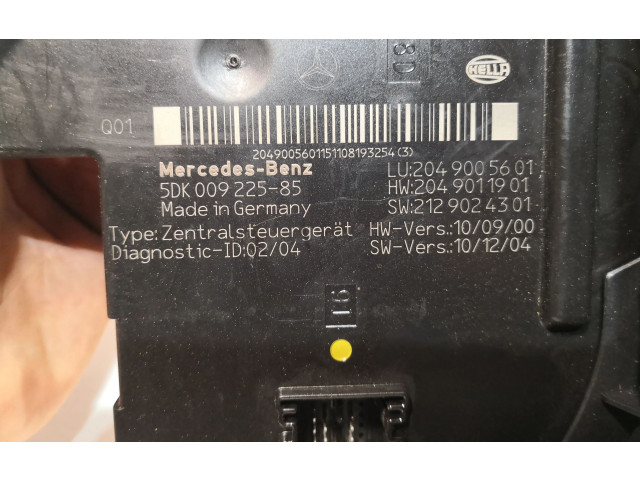 8D
HELLA
Q01
2049005601151108193254(3)
Mercedes-Benz LU:204 900 56 01
5DK 009 225-85 HW:204 901 19 01
Made in Germany SW:212 902 43 01
Type: Zentralsteuergerät HW-Vers.:10/09/00
Diagnostic-ID:02/04 SW-Vers.:10/12/04